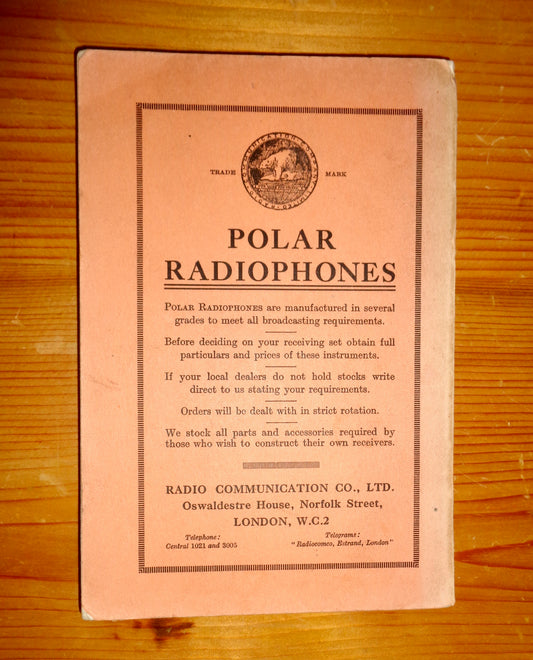 RADIO COMMUNICATION COMPANY LIMITED
TRADE MARK
POLAR
RADIOPHONES
POLAR RADIOPHONES are manufactured in several
grades to meet all broadcasting requirements.
Before deciding on your receiving set obtain full
particulars and prices of these instruments.
If your local dealers do not hold stocks write
direct to us stating your requirements.
Orders will be dealt with in strict rotation.
We stock all parts and accessories required by
those who wish to construct their own receivers.
RADIO COMMUNICATION CO., LTD.
Oswaldestre House, Norfolk Street,
LONDON, W.C.2
Telephone:
Central 1021 and 3005
Telegrams:
"Radiocomco, Estrand, London"